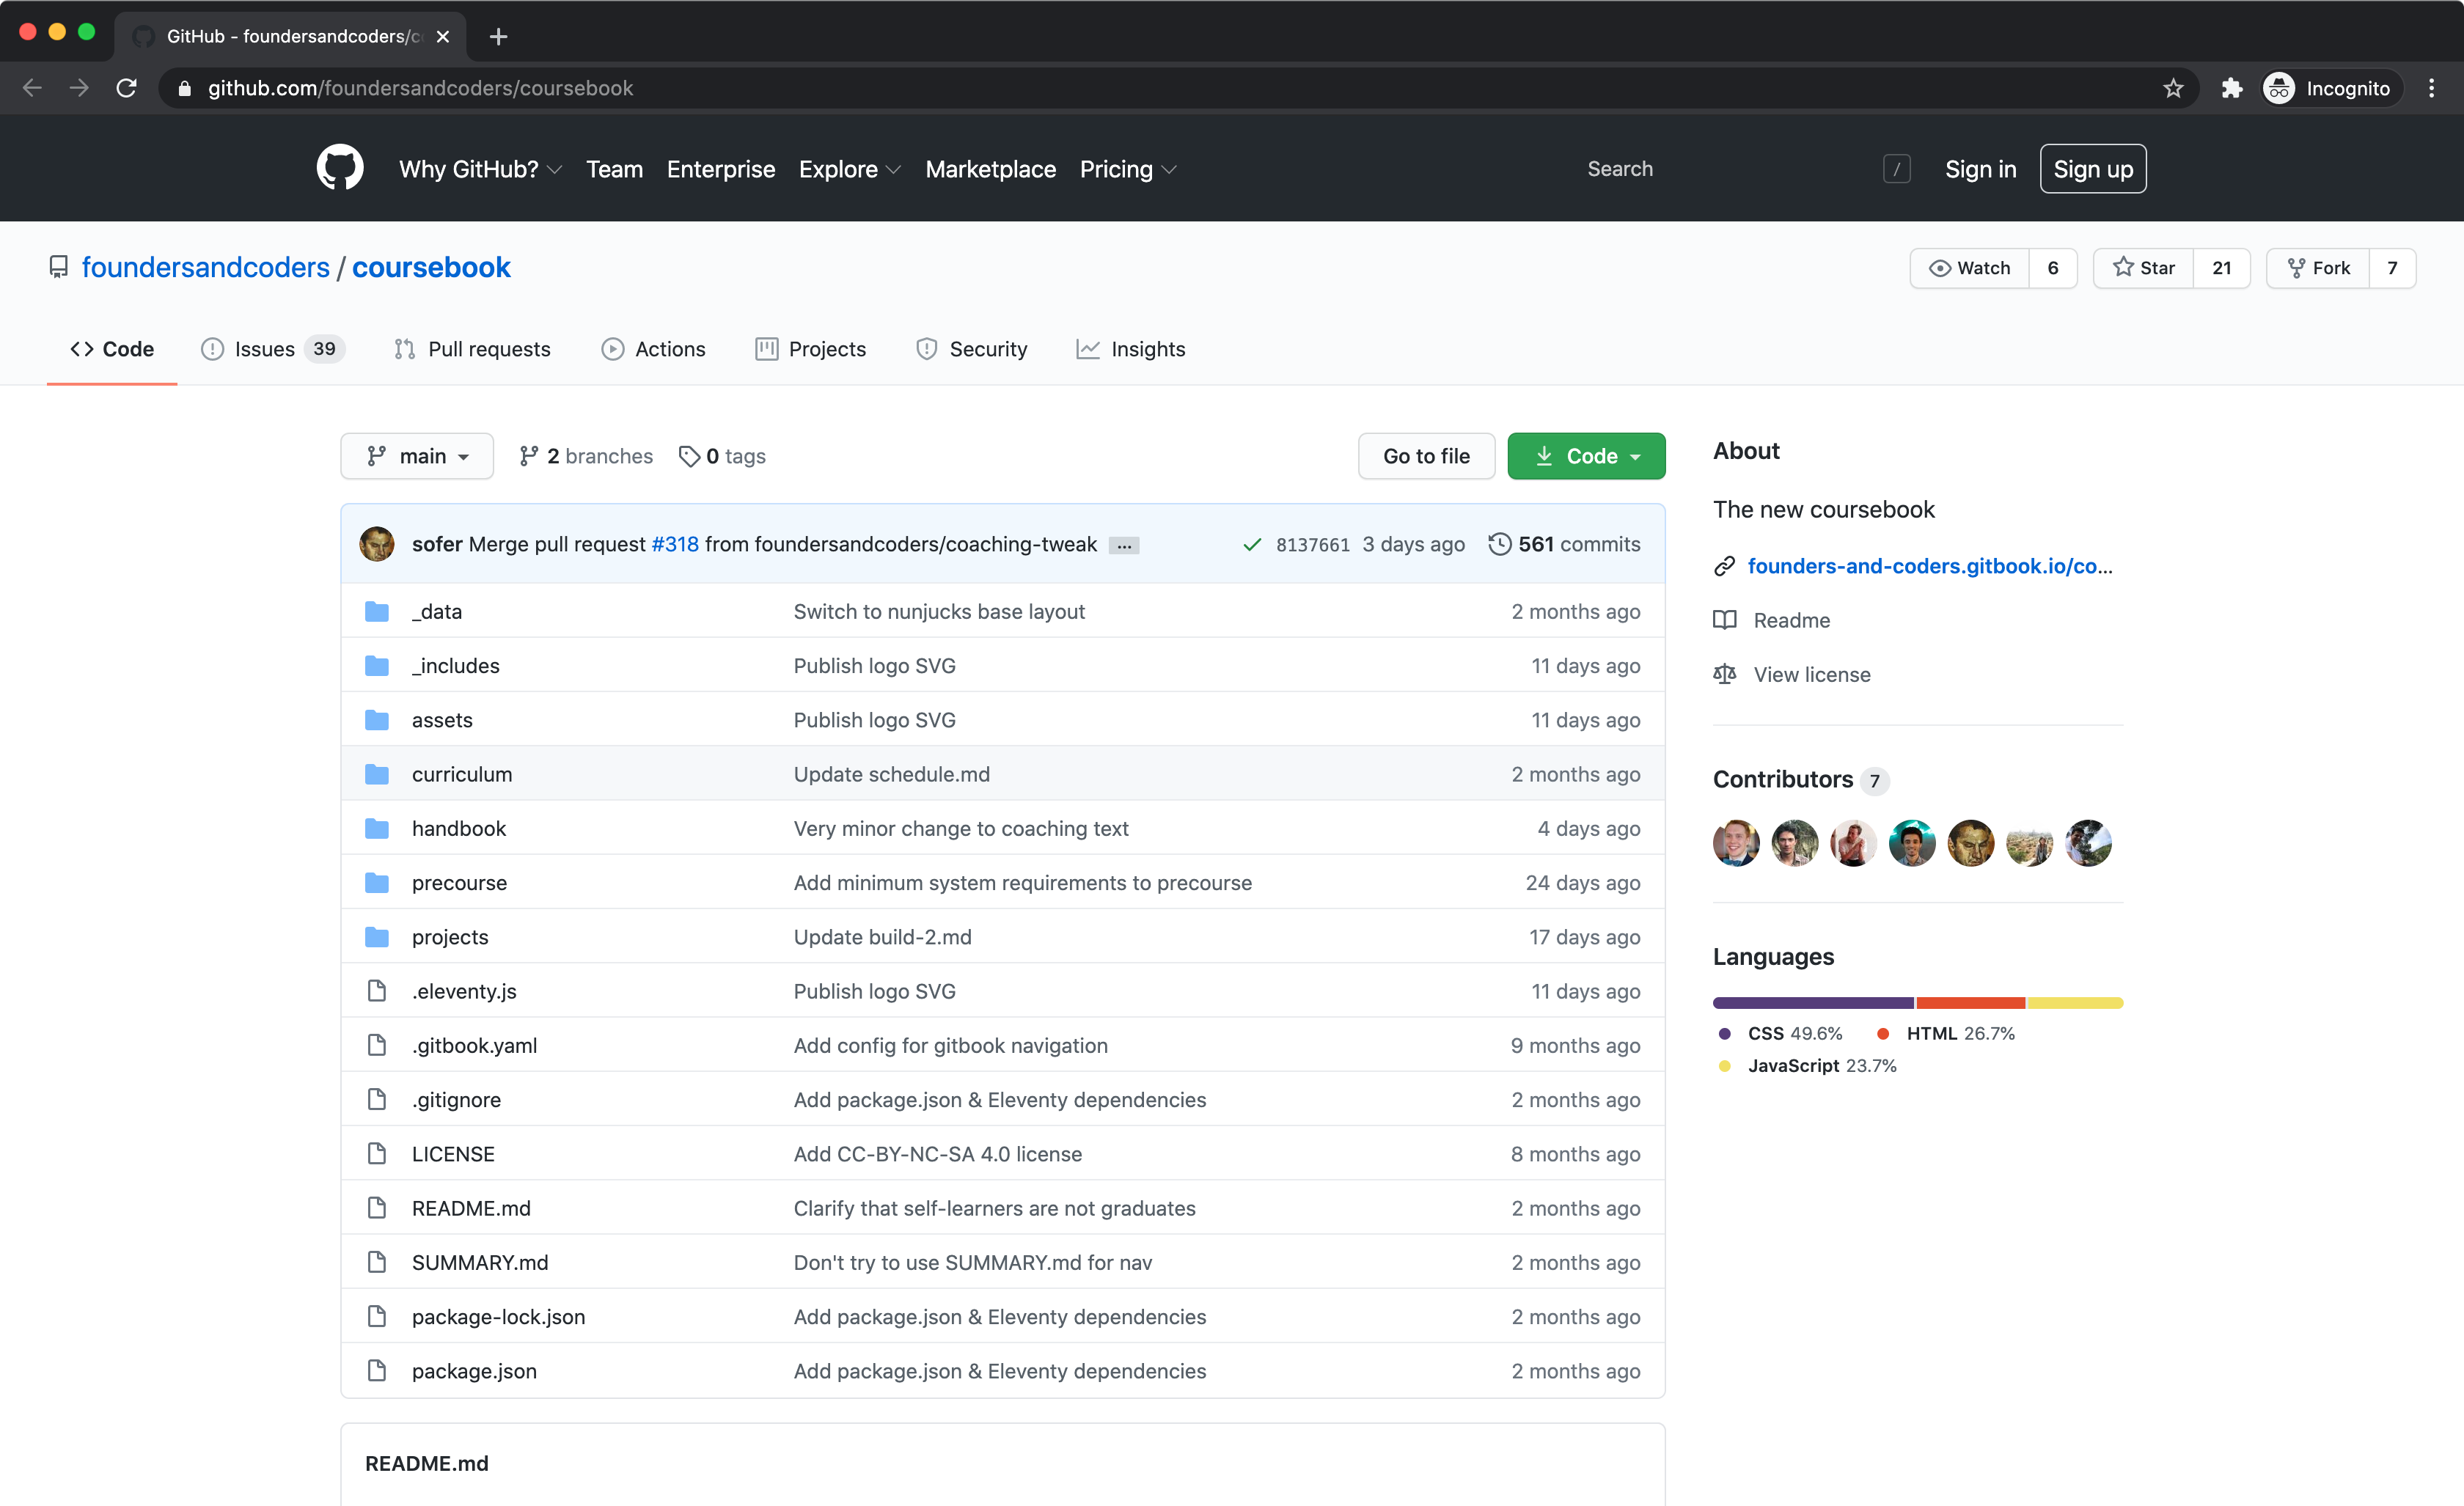 GitHub - foundersandcoders/c
github.com/foundersandcoders/coursebook
Incognito
Why GitHub? Team Enterprise Explore Marketplace Pricing Search / Sign in Sign up
foundersandcoders / coursebook
Watch 6 Star 21 Fork 7
Code Issues 39 Pull requests Actions Projects Security Insights
main 2 branches 0 tags Go to file Code
sofer Merge pull request #318 from foundersandcoders/coaching-tweak ... 8137661 3 days ago 561 commits
_data Switch to nunjucks base layout 2 months ago
_includes Publish logo SVG 11 days ago
assets Publish logo SVG 11 days ago
curriculum Update schedule.md 2 months ago
handbook Very minor change to coaching text 4 days ago
precourse Add minimum system requirements to precourse 24 days ago
projects Update build-2.md 17 days ago
.eleventy.js Publish logo SVG 11 days ago
.gitbook.yaml Add config for gitbook navigation 9 months ago
.gitignore Add package.json & Eleventy dependencies 2 months ago
LICENSE Add CC-BY-NC-SA 4.0 license 8 months ago
README.md Clarify that self-learners are not graduates 2 months ago
SUMMARY.md Don't try to use SUMMARY.md for nav 2 months ago
package-lock.json Add package.json & Eleventy dependencies 2 months ago
package.json Add package.json & Eleventy dependencies 2 months ago
README.md
About
The new coursebook
founders-and-coders.gitbook.io/co...
Readme
View license
Contributors 7
Languages
CSS 49.6% HTML 26.7%
JavaScript 23.7%